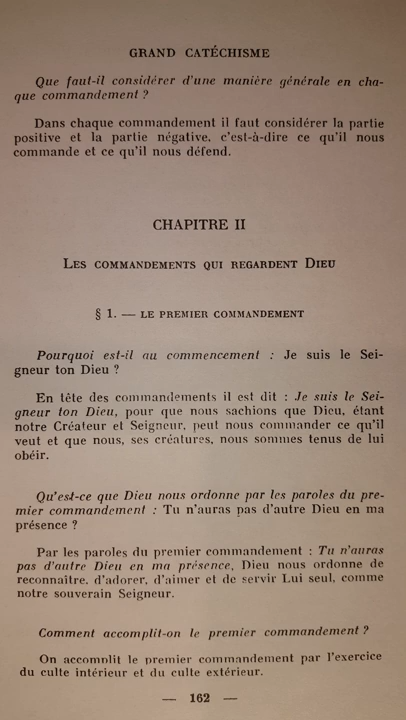 GRAND CATÉCHISME
Que faut-il considérer d'une manière générale en cha-
que commandement ?
Dans chaque commandement il faut considérer la partie
positive et la partie négative, c'est-à-dire ce qu'il nous
commande et ce qu'il nous défend.
CHAPITRE II
LES COMMANDEMENTS QUI REGARDENT DIEU
§ 1. — LE PREMIER COMMANDEMENT
Pourquoi est-il au commencement : Je suis le Sei-
gneur ton Dieu ?
En tête des commandements il est dit : Je suis le Sei-
gneur ton Dieu, pour que nous sachions que Dieu, étant
notre Créateur et Seigneur, peut nous commander ce qu'il
veut et que nous, ses créatures, nous sommes tenus de lui
obéir.
Qu'est-ce que Dieu nous ordonne par les paroles du pre-
mier commandement : Tu n'auras pas d'autre Dieu en ma
présence ?
Par les paroles du premier commandement : Tu n'auras
pas d'autre Dieu en ma présence, Dieu nous ordonne de
reconnaître, d'adorer, d'aimer et de servir Lui seul, comme
notre souverain Seigneur.
Comment accomplit-on le premier commandement ?
On accomplit le premier commandement par l'exercice
du culte intérieur et du culte extérieur.
— 162 —